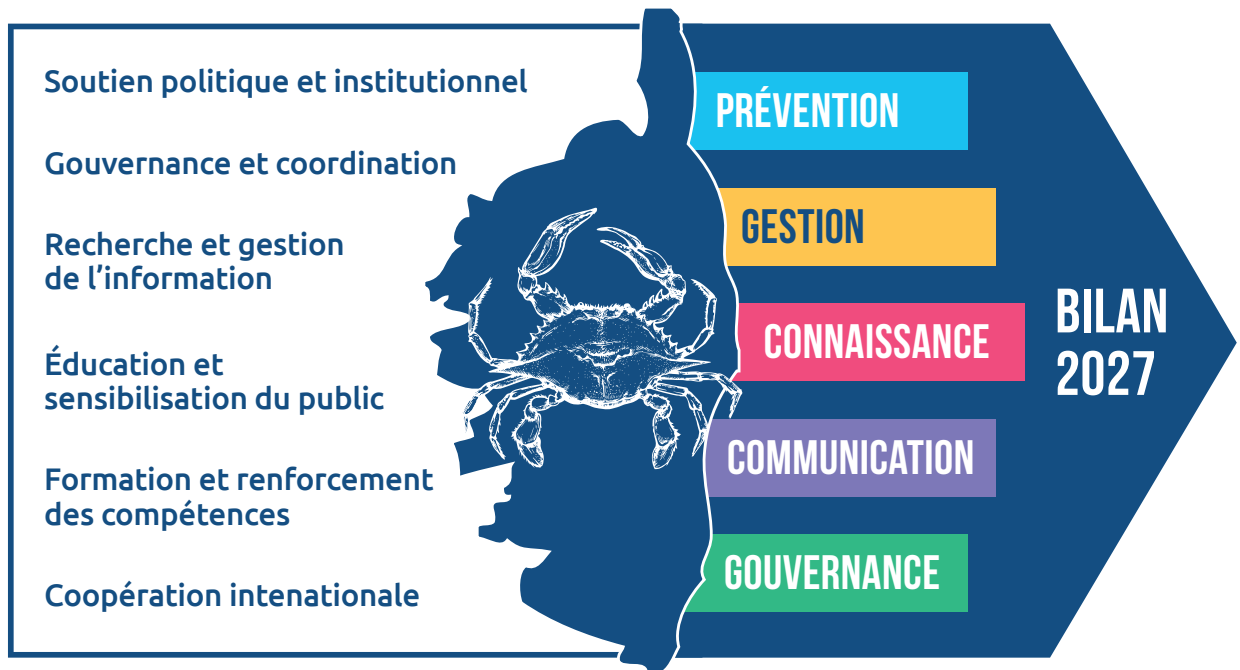 Soutien politique et institutionnel
Gouvernance et coordination
Recherche et gestion
de l’information
Éducation et
sensibilisation du public
Formation et renforcement
des compétences
Coopération intenationale
PRÉVENTION
GESTION
CONNAISSANCE
COMMUNICATION
GOUVERNANCE
BILAN
2027